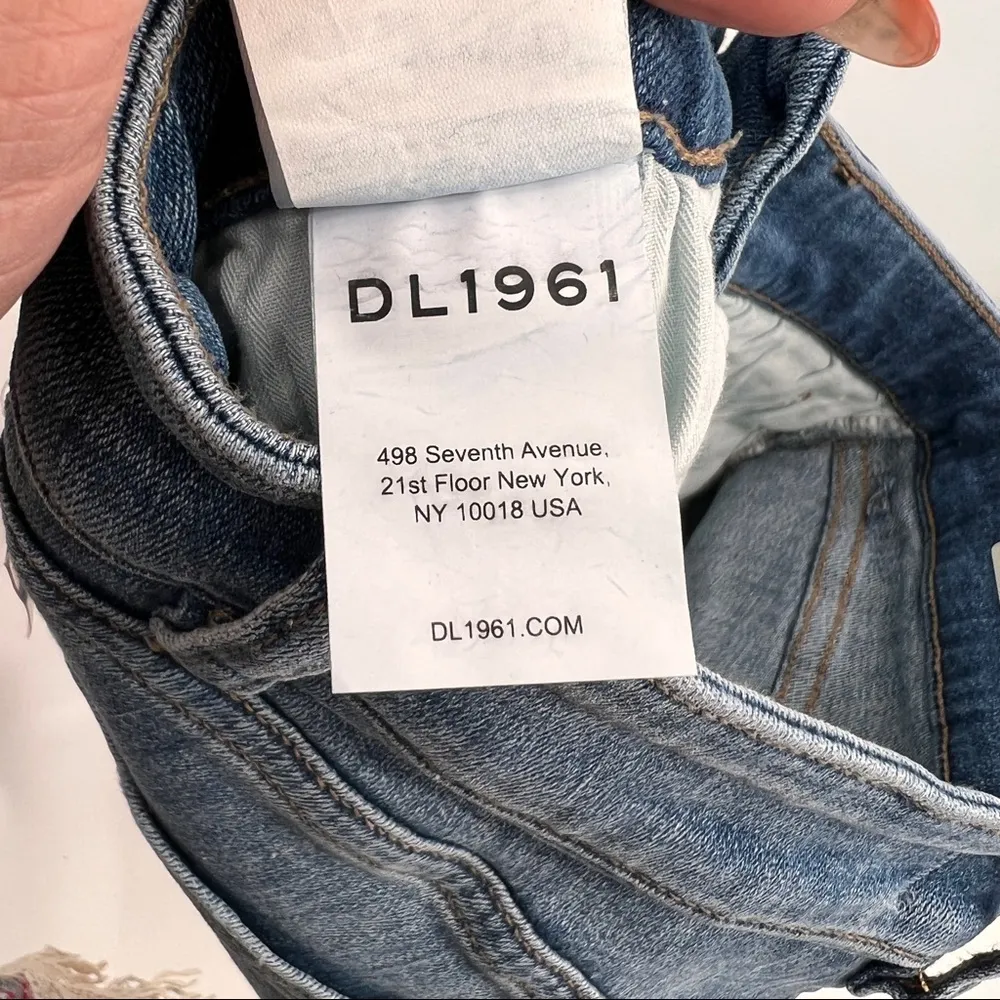 DL1961
498 Seventh Avenue,
21st Floor New York,
NY 10018 USA
DL1961.COM